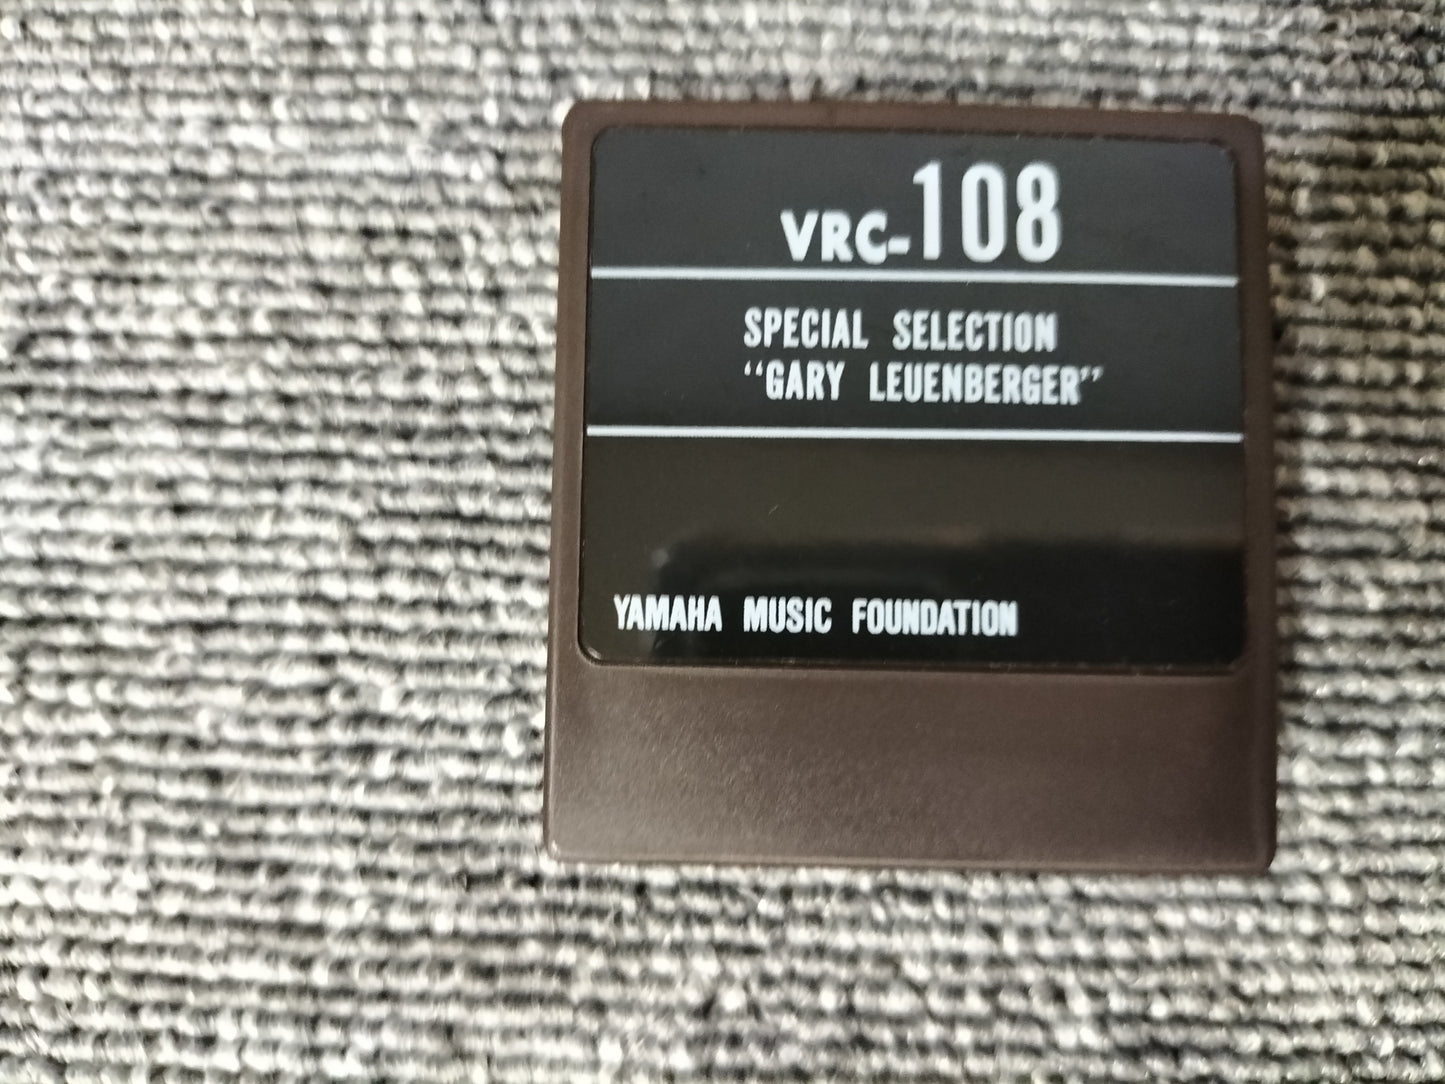 VRC-108
SPECIAL SELECTION
“GARY LEUENBERGER”
YAMAHA MUSIC FOUNDATION